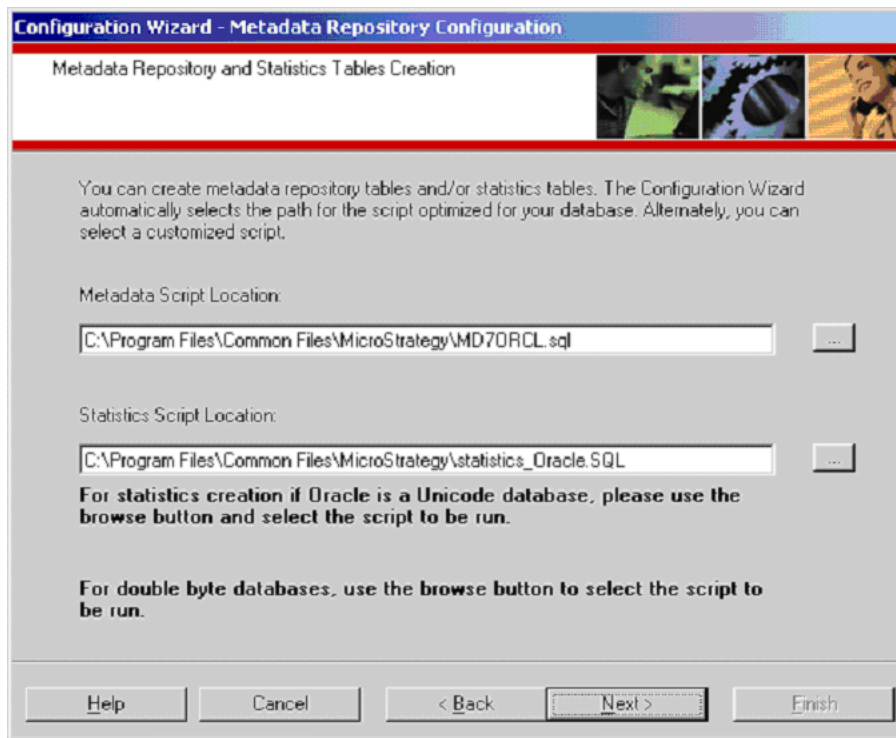 Configuration Wizard - Metadata Repository Configuration
Metadata Repository and Statistics Tables Creation
You can create metadata repository tables and/or statistics tables. The Configuration Wizard
automatically selects the path for the script optimized for your database. Alternately, you can
select a customized script.
Metadata Script Location:
C:\Program Files\Common Files\MicroStrategy\MD7ORCL.sql
...
Statistics Script Location:
C:\Program Files\Common Files\MicroStrategy\statistics_Oracle.SQL
...
For statistics creation if Oracle is a Unicode database, please use the
browse button and select the script to be run.
For double byte databases, use the browse button to select the script to
be run.
Help Cancel < Back Next > Finish